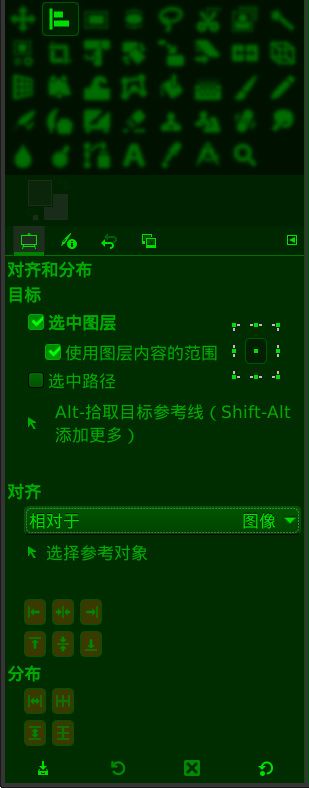 对齐和分布
目标
选中图层
使用图层内容的范围
选中路径
Alt-拾取目标参考线（Shift-Alt
添加更多）
对齐
相对于 图像
选择参考对象
分布